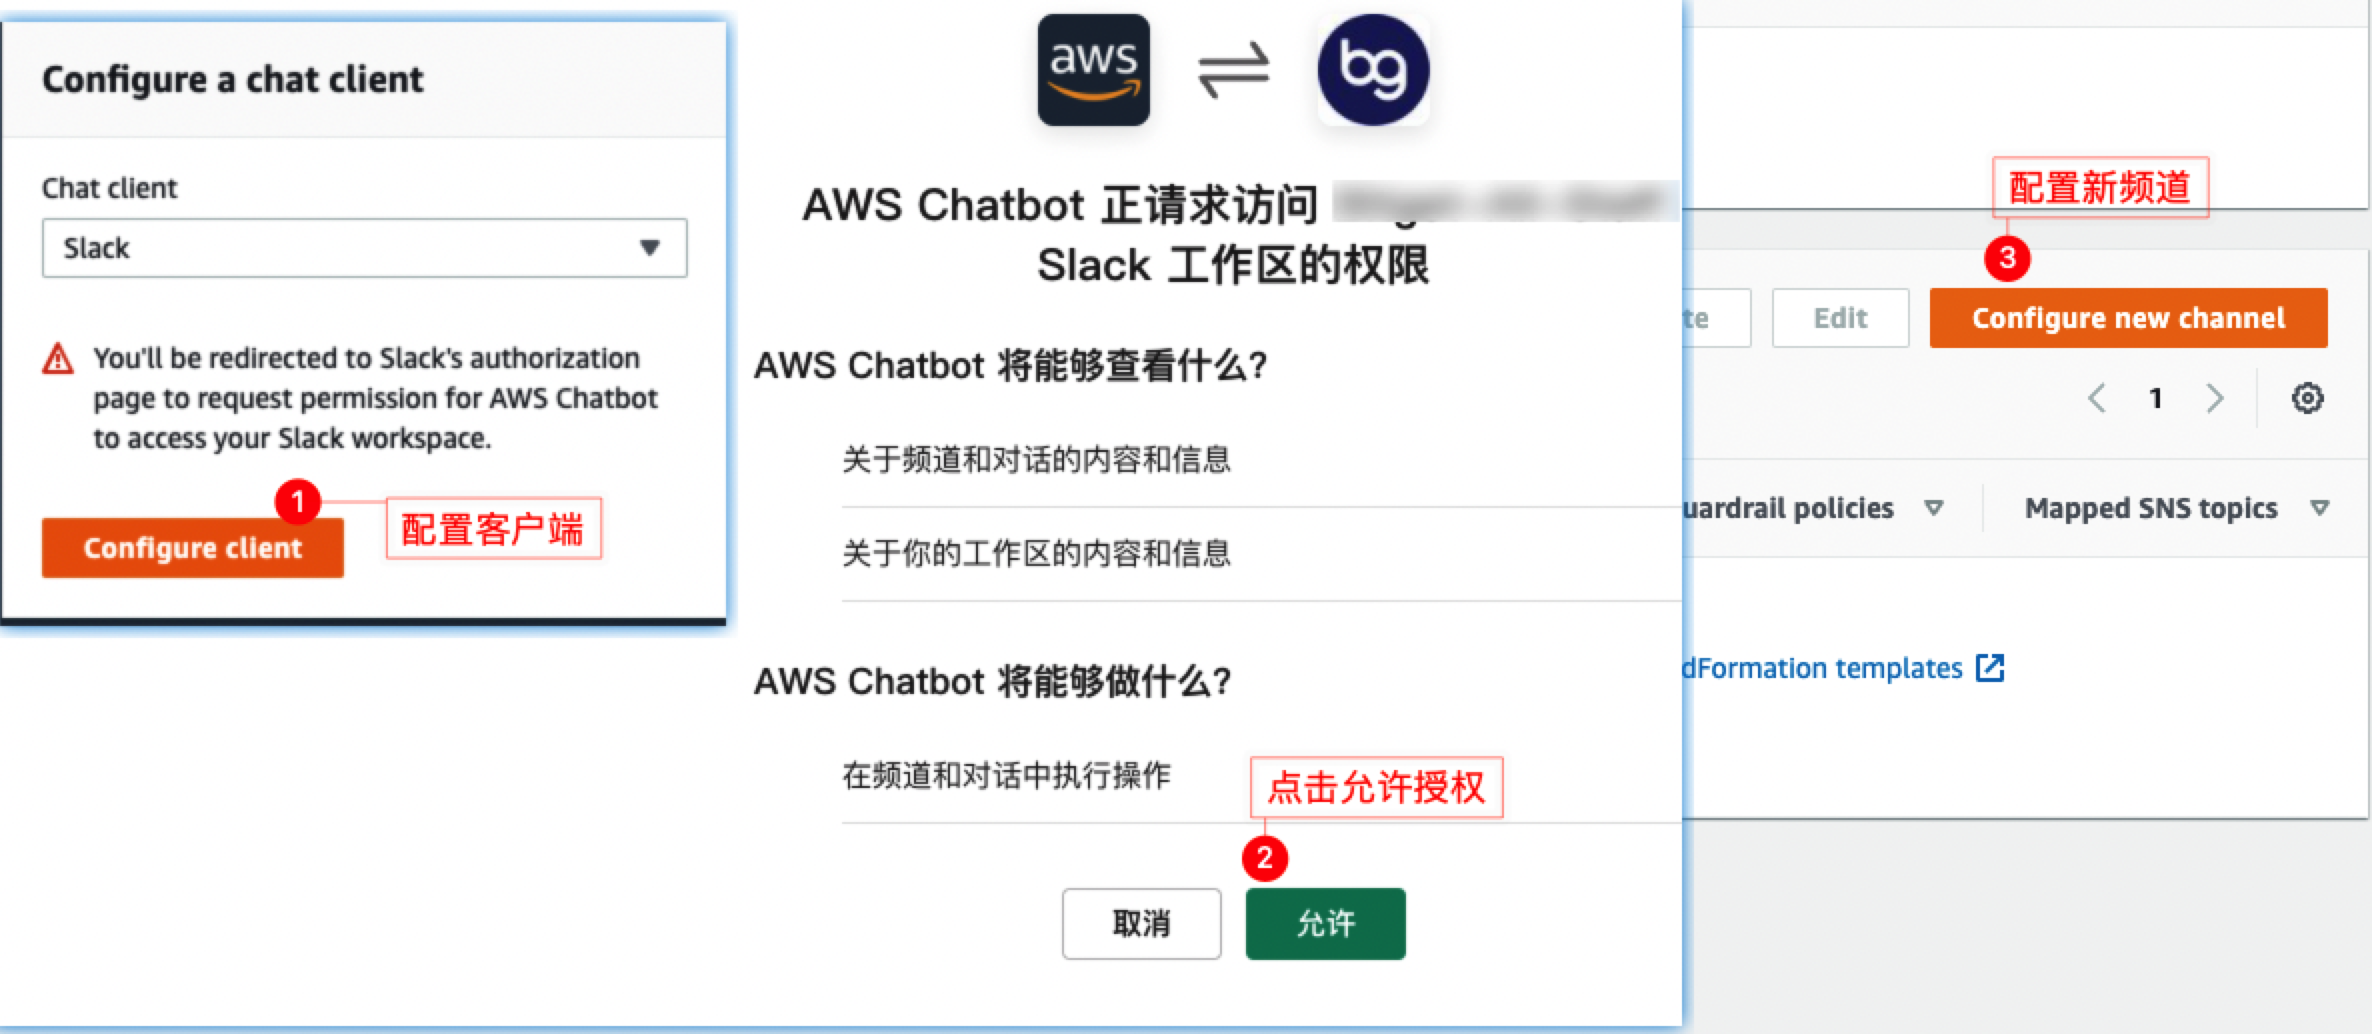 Configure a chat client
Chat client
Slack
You'll be redirected to Slack's authorization
page to request permission for AWS Chatbot
to access your Slack workspace.
1
配置客户端
Configure client
aws
bg
AWS Chatbot 正请求访问
Slack 工作区的权限
AWS Chatbot 将能够查看什么?
关于频道和对话的内容和信息
关于你的工作区的内容和信息
AWS Chatbot 将能够做什么?
在频道和对话中执行操作
点击允许授权
2
取消
允许
配置新频道
3
te
Edit
Configure new channel
1
uardrail policies
Mapped SNS topics
dFormation templates